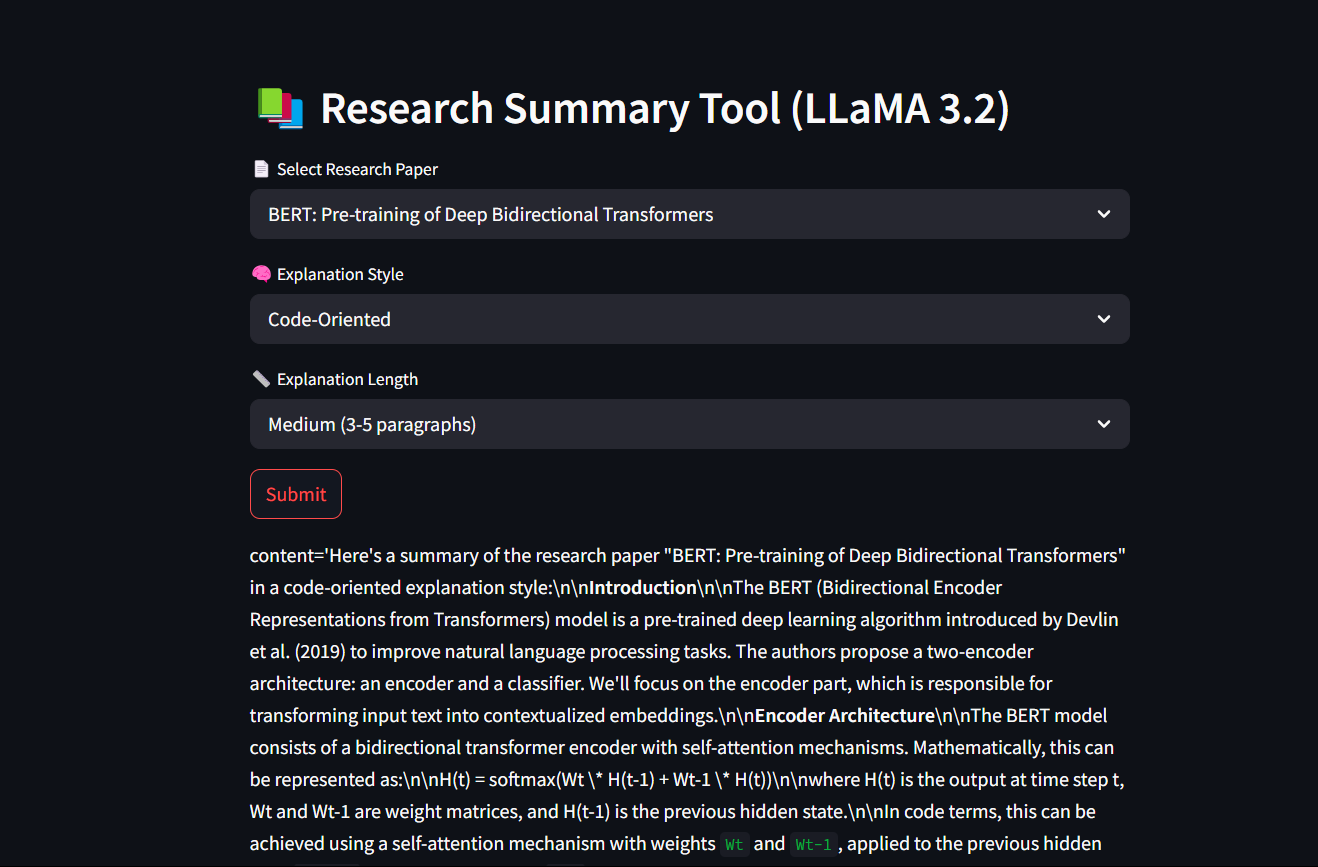 📚 Research Summary Tool (LLaMA 3.2)
📄 Select Research Paper
BERT: Pre-training of Deep Bidirectional Transformers
🧠 Explanation Style
Code-Oriented
📏 Explanation Length
Medium (3-5 paragraphs)
Submit
content='Here's a summary of the research paper "BERT: Pre-training of Deep Bidirectional Transformers"
in a code-oriented explanation style:\n\nIntroduction\n\nThe BERT (Bidirectional Encoder
Representations from Transformers) model is a pre-trained deep learning algorithm introduced by Devlin
et al. (2019) to improve natural language processing tasks. The authors propose a two-encoder
architecture: an encoder and a classifier. We'll focus on the encoder part, which is responsible for
transforming input text into contextualized embeddings.\n\nEncoder Architecture\n\nThe BERT model
consists of a bidirectional transformer encoder with self-attention mechanisms. Mathematically, this can
be represented as:\n\nH(t) = softmax(Wt \* H(t-1) + Wt-1 \* H(t))\n\nwhere H(t) is the output at time step t,
Wt and Wt-1 are weight matrices, and H(t-1) is the previous hidden state.\n\nIn code terms, this can be
achieved using a self-attention mechanism with weights Wt and Wt-1, applied to the previous hidden